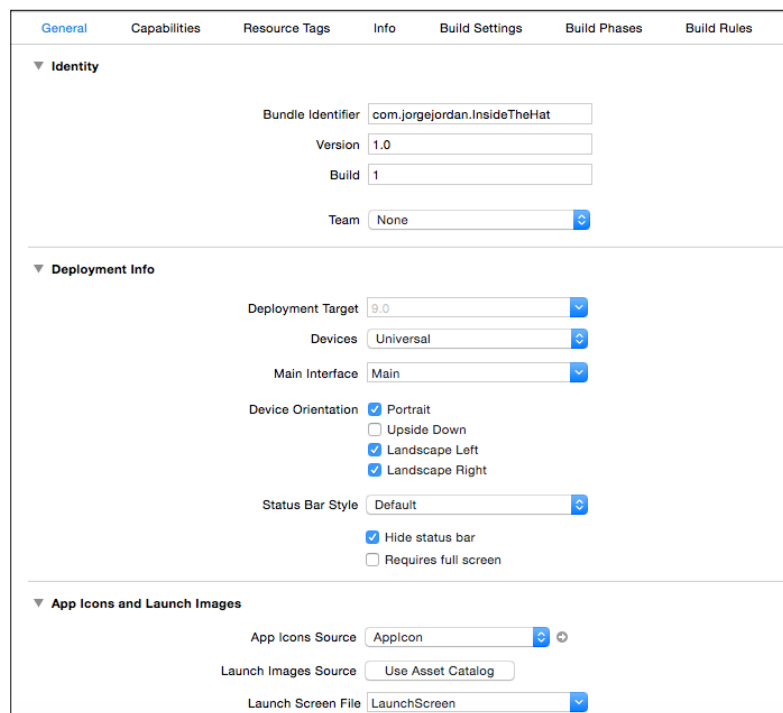 General Capabilities Resource Tags Info Build Settings Build Phases Build Rules
Identity
Bundle Identifier com.jorgejordan.InsideTheHat
Version 1.0
Build 1
Team None
Deployment Info
Deployment Target 9.0
Devices Universal
Main Interface Main
Device Orientation Portrait
Upside Down
Landscape Left
Landscape Right
Status Bar Style Default
Hide status bar
Requires full screen
App Icons and Launch Images
App Icons Source AppIcon
Launch Images Source Use Asset Catalog
Launch Screen File LaunchScreen